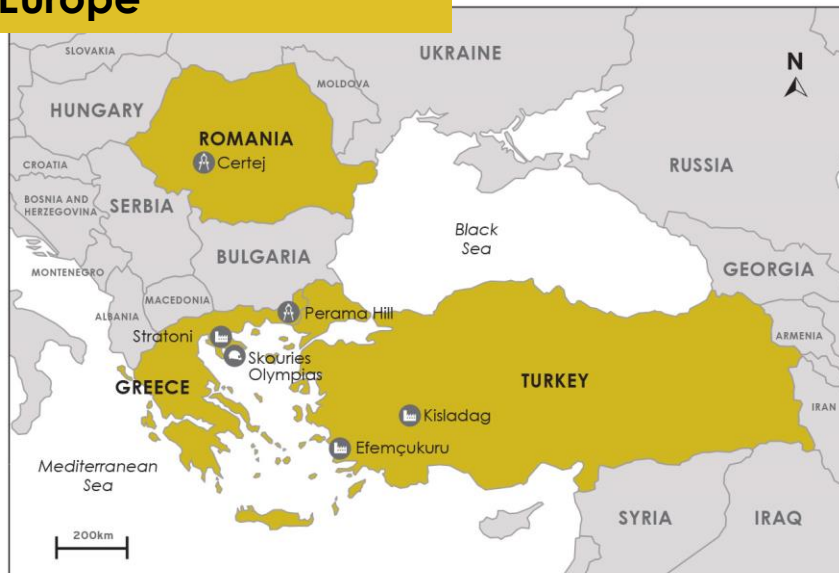 Europe
SLOVAKIA
UKRAINE
N
MOLDOVA
HUNGARY
ROMANIA
Certej
CROATIA
RUSSIA
BOSNIA AND
HERZEGOVINA
SERBIA
Black
Sea
BULGARIA
MONTENEGRO
GEORGIA
MACEDONIA
ALBANIA
Perama Hill
Stratoni
ARMENIA
Skouries
Olympias
GREECE
TURKEY
IRAN
Kisladag
Efemçukuru
Mediterranean
Sea
SYRIA
IRAQ
200km